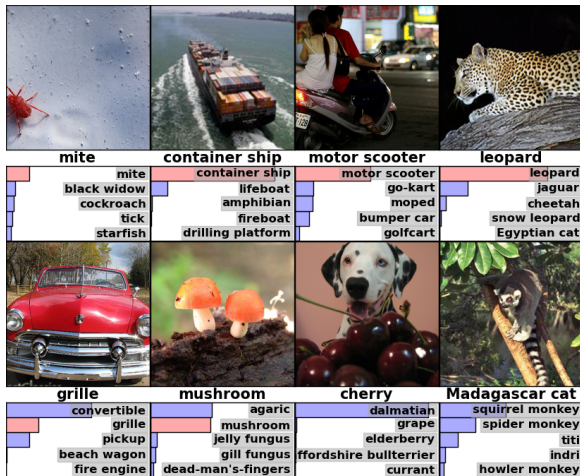 mite container ship motor scooter leopard
mite container ship motor scooter leopard
black widow lifeboat go-kart jaguar
cockroach amphibian moped cheetah
tick fireboat bumper car snow leopard
starfish drilling platform golfcart Egyptian cat
grille mushroom cherry Madagascar cat
convertible agaric dalmatian squirrel monkey
grille mushroom grape spider monkey
pickup jelly fungus elderberry titi
beach wagon gill fungus ffordshire bullterrier indri
fire engine dead-man's-fingers currant howler monkey